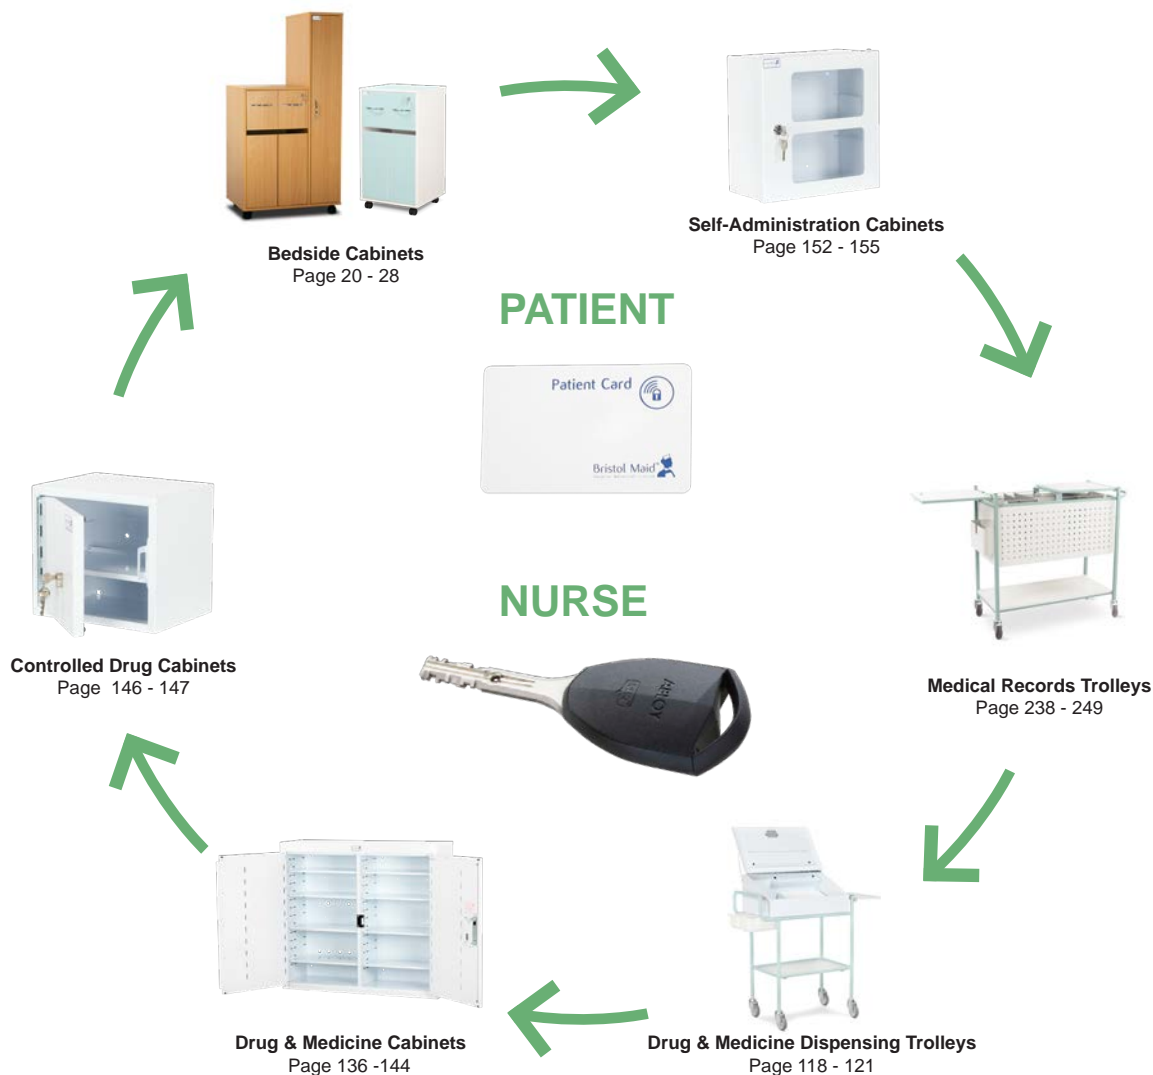 Bedside Cabinets
Page 20 - 28
Self-Administration Cabinets
Page 152 - 155
PATIENT
Patient Card
Bristol Maid
NURSE
ABLOY
Controlled Drug Cabinets
Page 146 - 147
Medical Records Trolleys
Page 238 - 249
Drug & Medicine Cabinets
Page 136 -144
Drug & Medicine Dispensing Trolleys
Page 118 - 121